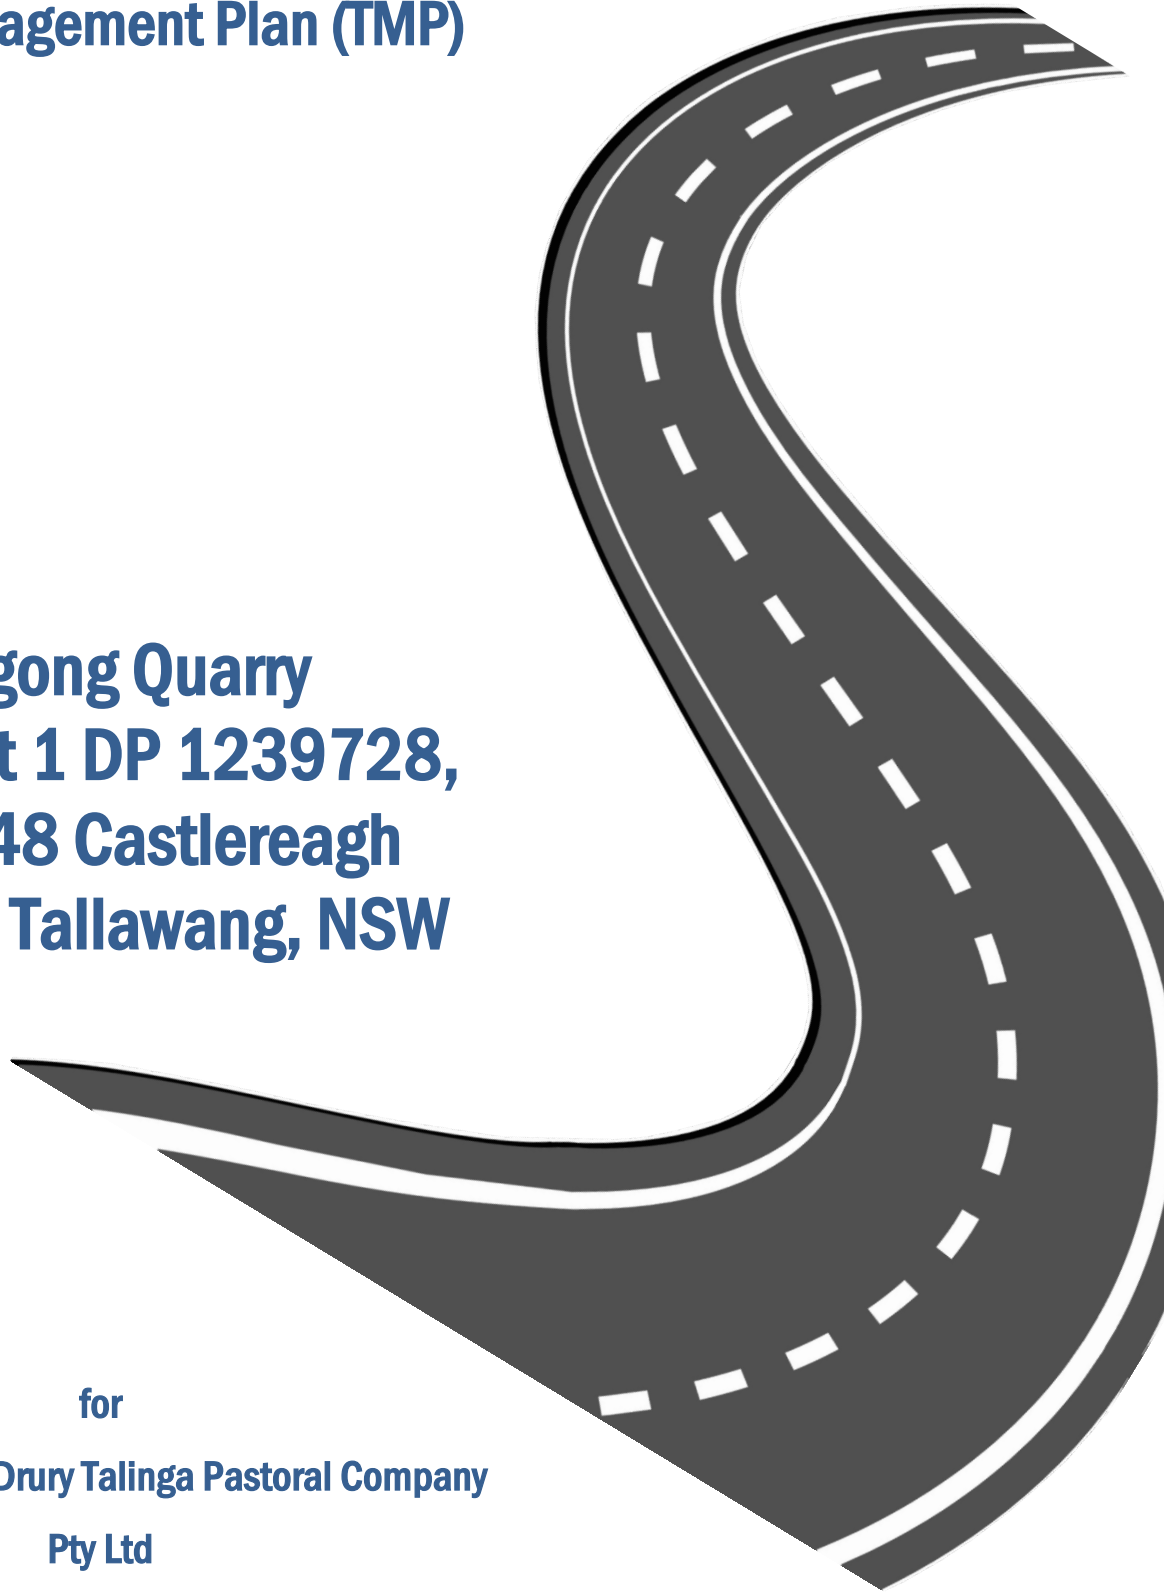 agement Plan (TMP)
gong Quarry
t 1 DP 1239728,
48 Castlereagh
Tallawang, NSW
for
Drury Talinga Pastoral Company
Pty Ltd